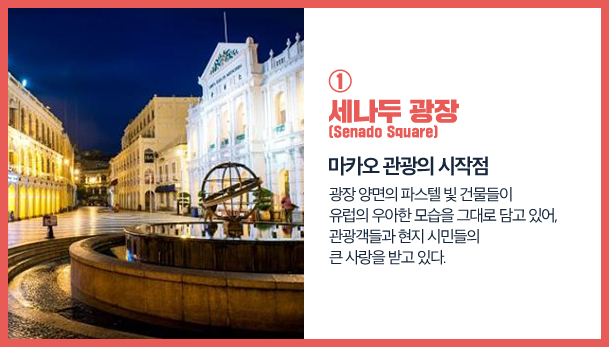 ①
세나두 광장
(Senado Square)
마카오 관광의 시작점
광장 양면의 파스텔 빛 건물들이
유럽의 우아한 모습을 그대로 담고 있어,
관광객들과 현지 시민들의
큰 사랑을 받고 있다.